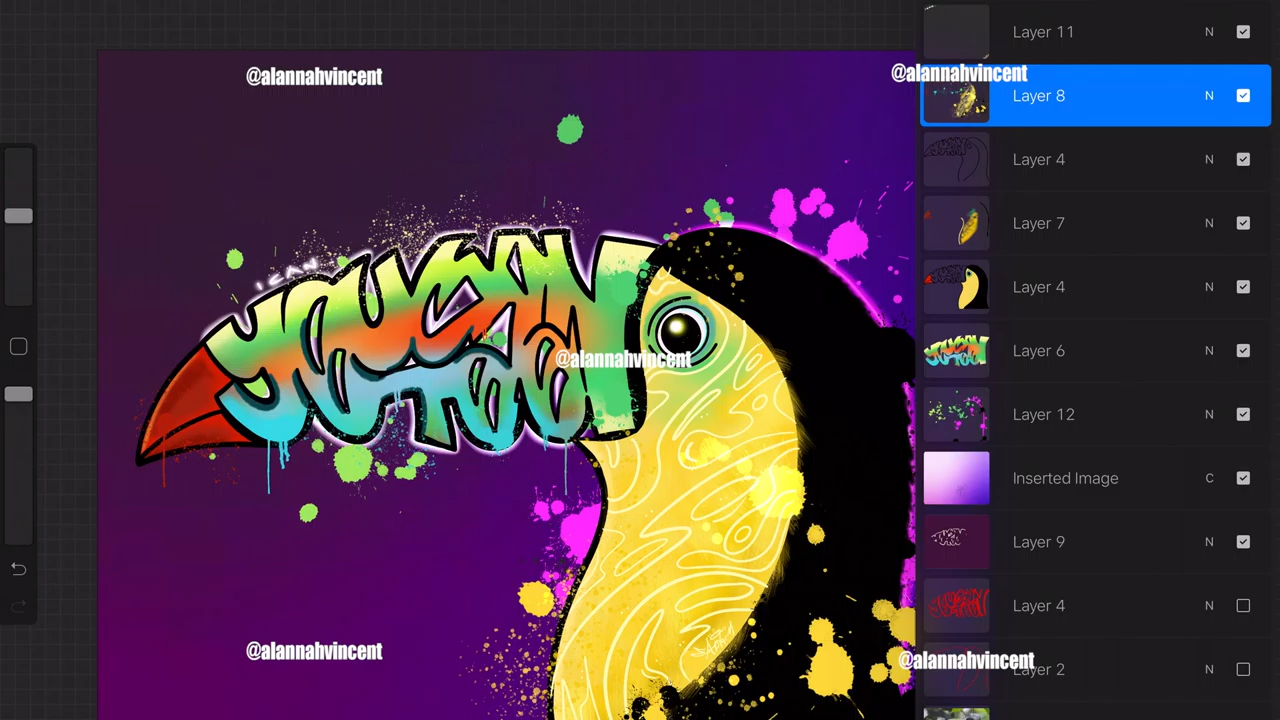 Layer 11 N
@alannahvincent @alannahvincent
Layer 8 N
Layer 4 N
Layer 7 N
Layer 4 N
Layer 6 N
@alannahvincent
Layer 12 N
Inserted Image C
Layer 9 N
Layer 4 N
@alannahvincent @alannahvincent
Layer 2 N